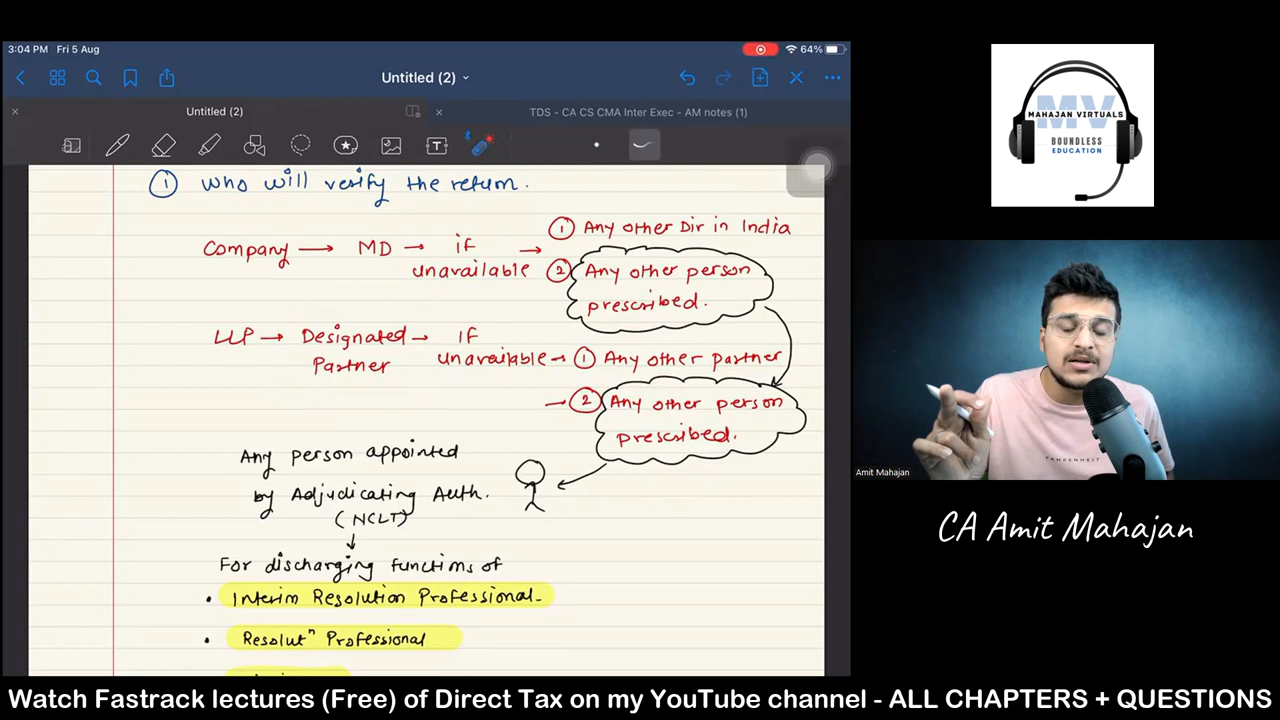 3:04 PM Fri 5 Aug
64%
Untitled (2)
Untitled (2)
TDS - CA CS CMA Inter Exec - AM notes (1)
① who will verify the return.
Company → MD → if unavailable → ① Any other Dir in India
② Any other person prescribed.
LLP → Designated Partner → If unavailable → ① Any other partner
→ ② Any other person prescribed.
Any person appointed
by Adjudicating Auth.
(NCLT)
For discharging functions of
• Interim Resolution Professional.
• Resolutⁿ Professional
MV
MAHAJAN VIRTUALS
BOUNDLESS
EDUCATION
FAHRENHEIT
Amit Mahajan
CA Amit Mahajan
Watch Fastrack lectures (Free) of Direct Tax on my YouTube channel - ALL CHAPTERS + QUESTIONS